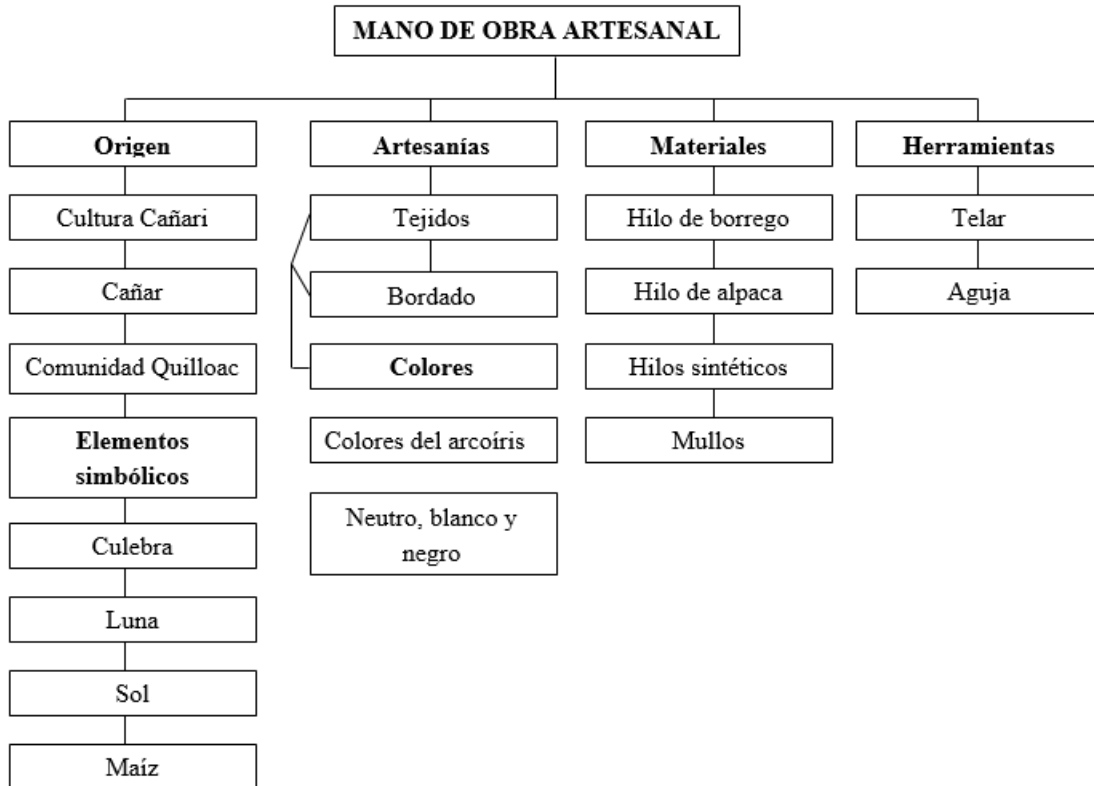 MANO DE OBRA ARTESANAL
Origen
Cultura Cañari
Cañar
Comunidad Quilloac
Elementos
simbólicos
Culebra
Luna
Sol
Maíz
Artesanías
Tejidos
Bordado
Colores
Colores del arcoíris
Neutro, blanco y
negro
Materiales
Hilo de borrego
Hilo de alpaca
Hilos sintéticos
Mullos
Herramientas
Telar
Aguja